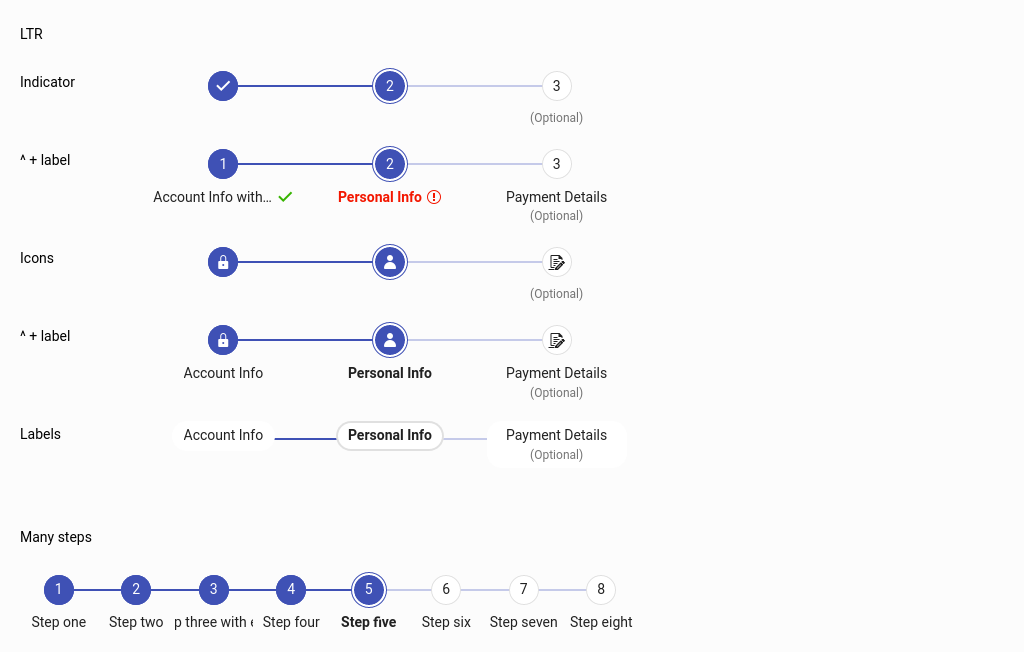 LTR
Indicator
2 3
(Optional)
^ + label
1 2 3
Account Info with... Personal Info Payment Details
(Optional)
Icons
(Optional)
^ + label
Account Info Personal Info Payment Details
(Optional)
Labels
Account Info Personal Info Payment Details
(Optional)
Many steps
1 2 3 4 5 6 7 8
Step one Step two p three with Step four Step five Step six Step seven Step eight